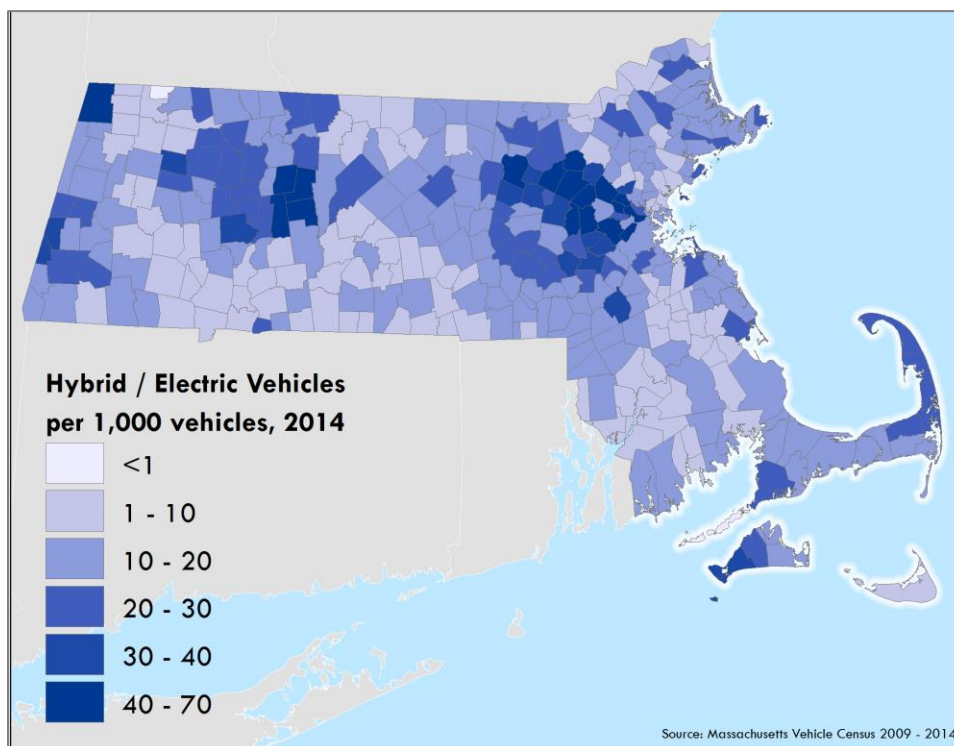 Hybrid / Electric Vehicles
per 1,000 vehicles, 2014
<1
1 - 10
10 - 20
20 - 30
30 - 40
40 - 70
Source: Massachusetts Vehicle Census 2009 - 2014